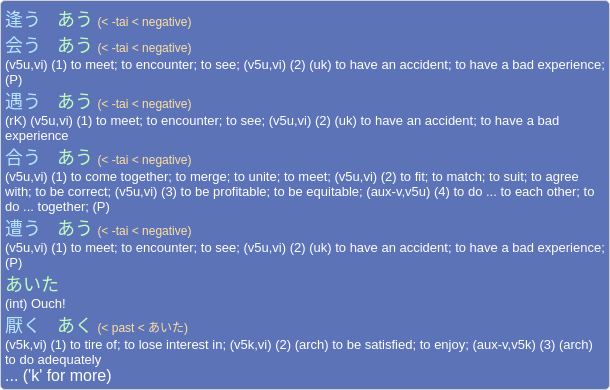 逢う　あう (< -tai < negative)
会う　あう (< -tai < negative)
(v5u,vi) (1) to meet; to encounter; to see; (v5u,vi) (2) (uk) to have an accident; to have a bad experience;
(P)
遇う　あう (< -tai < negative)
(rK) (v5u,vi) (1) to meet; to encounter; to see; (v5u,vi) (2) (uk) to have an accident; to have a bad
experience
合う　あう (< -tai < negative)
(v5u,vi) (1) to come together; to merge; to unite; to meet; (v5u,vi) (2) to fit; to match; to suit; to agree
with; to be correct; (v5u,vi) (3) to be profitable; to be equitable; (aux-v,v5u) (4) to do ... to each other; to
do ... together; (P)
遭う　あう (< -tai < negative)
(v5u,vi) (1) to meet; to encounter; to see; (v5u,vi) (2) (uk) to have an accident; to have a bad experience;
(P)
あいた
(int) Ouch!
厭く　あく (< past < あいた)
(v5k,vi) (1) to tire of; to lose interest in; (v5k,vi) (2) (arch) to be satisfied; to enjoy; (aux-v,v5k) (3) (arch)
to do adequately
... ('k' for more)